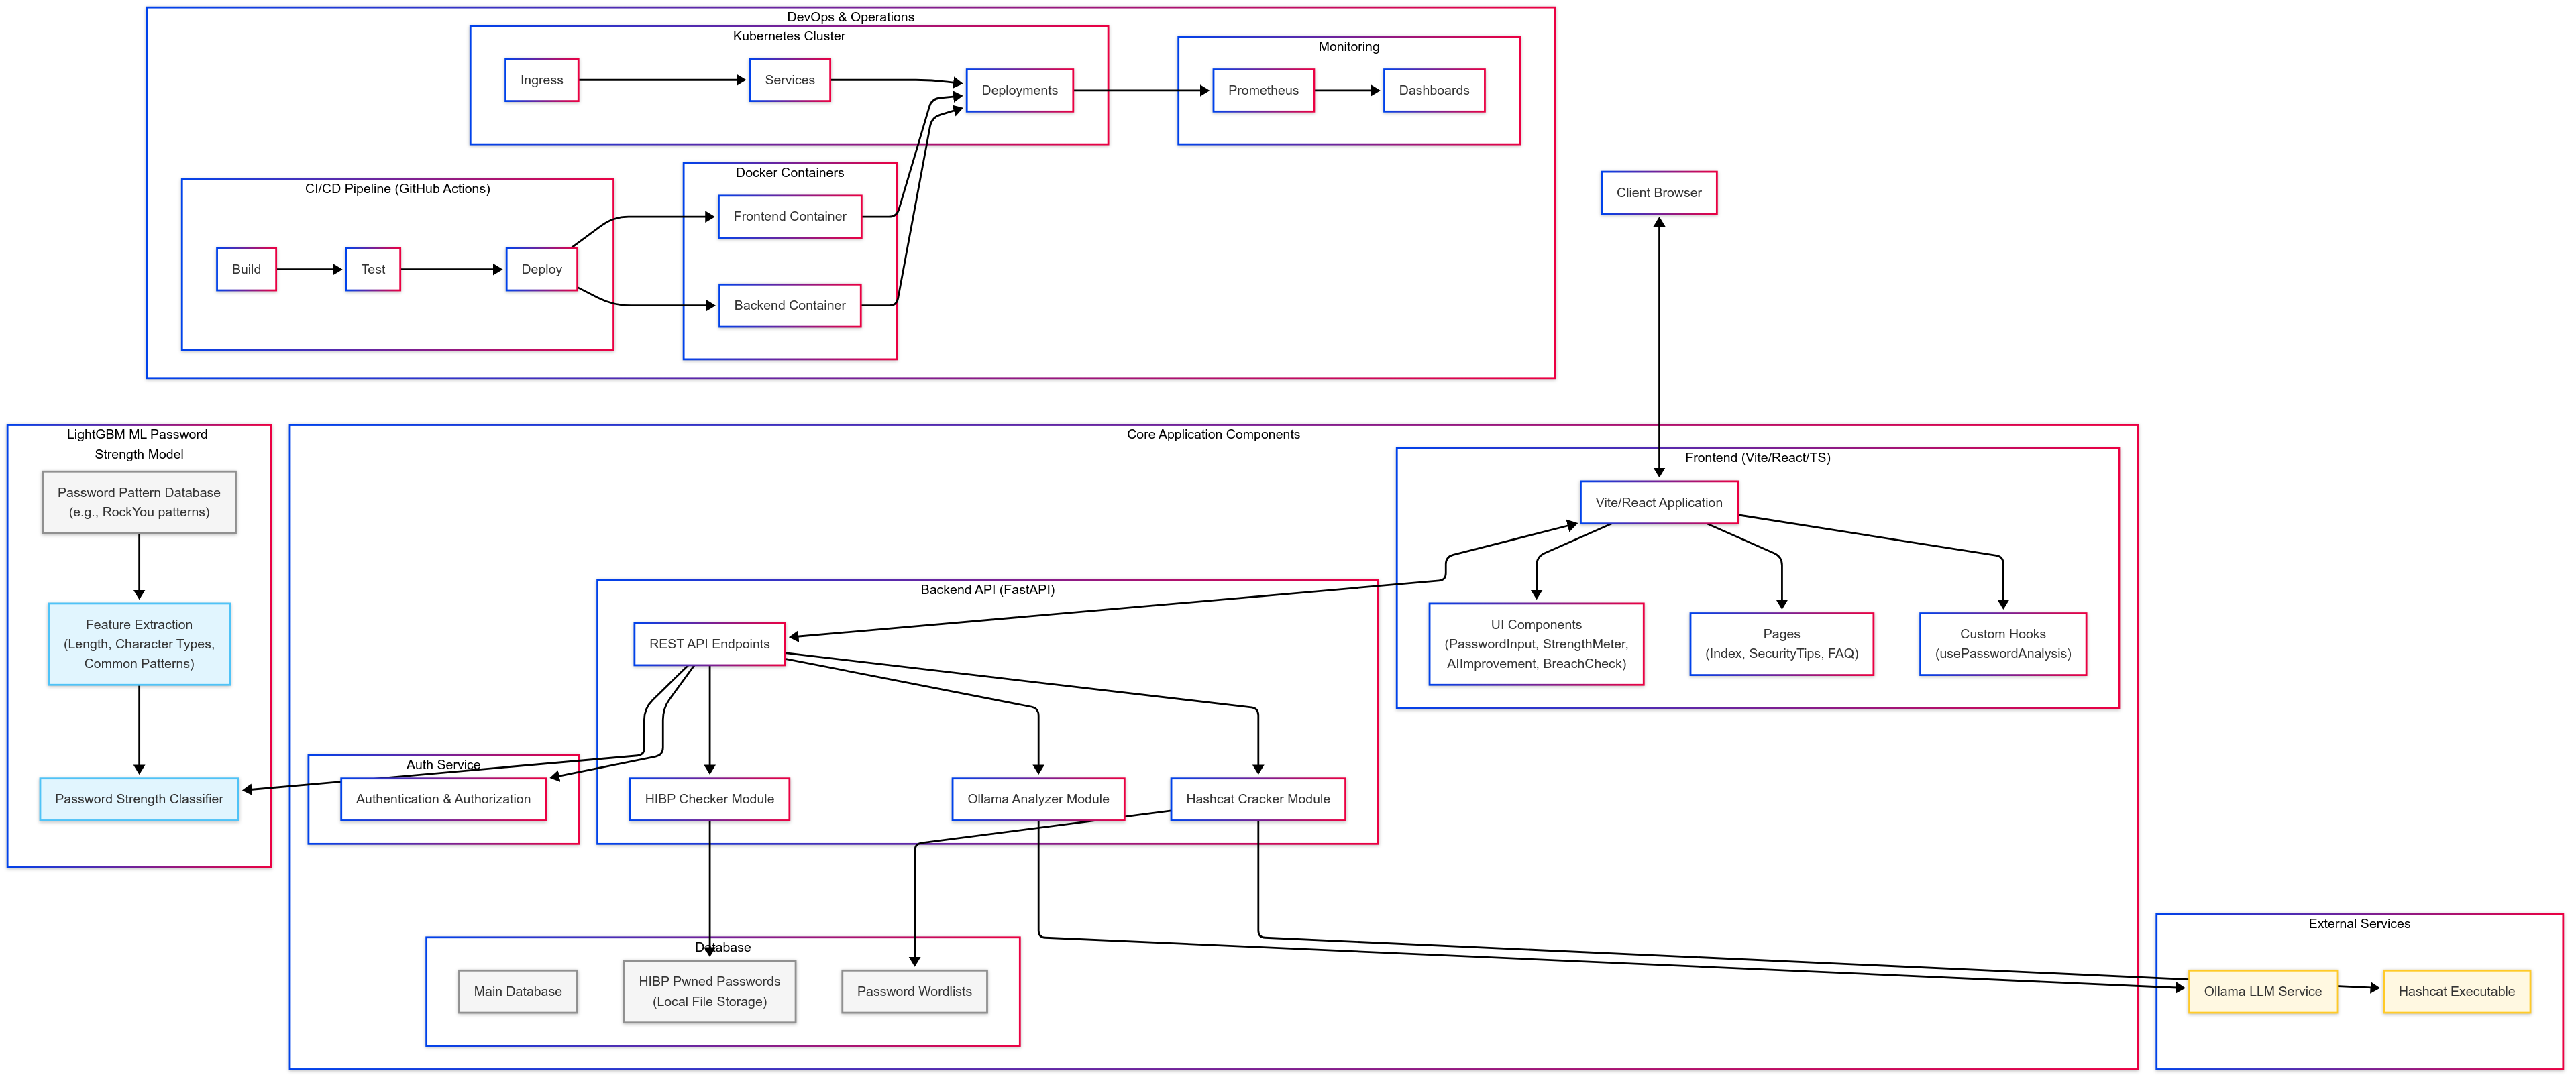 DevOps & Operations
Kubernetes Cluster
Ingress
Services
Deployments
Monitoring
Prometheus
Dashboards
CI/CD Pipeline (GitHub Actions)
Build
Test
Deploy
Docker Containers
Frontend Container
Backend Container
Client Browser
LightGBM ML Password
Strength Model
Password Pattern Database
(e.g., RockYou patterns)
Feature Extraction
(Length, Character Types,
Common Patterns)
Password Strength Classifier
Core Application Components
Frontend (Vite/React/TS)
Vite/React Application
UI Components
(PasswordInput, StrengthMeter,
AIImprovement, BreachCheck)
Pages
(Index, SecurityTips, FAQ)
Custom Hooks
(usePasswordAnalysis)
Backend API (FastAPI)
REST API Endpoints
HIBP Checker Module
Ollama Analyzer Module
Hashcat Cracker Module
Auth Service
Authentication & Authorization
Database
Main Database
HIBP Pwned Passwords
(Local File Storage)
Password Wordlists
External Services
Ollama LLM Service
Hashcat Executable